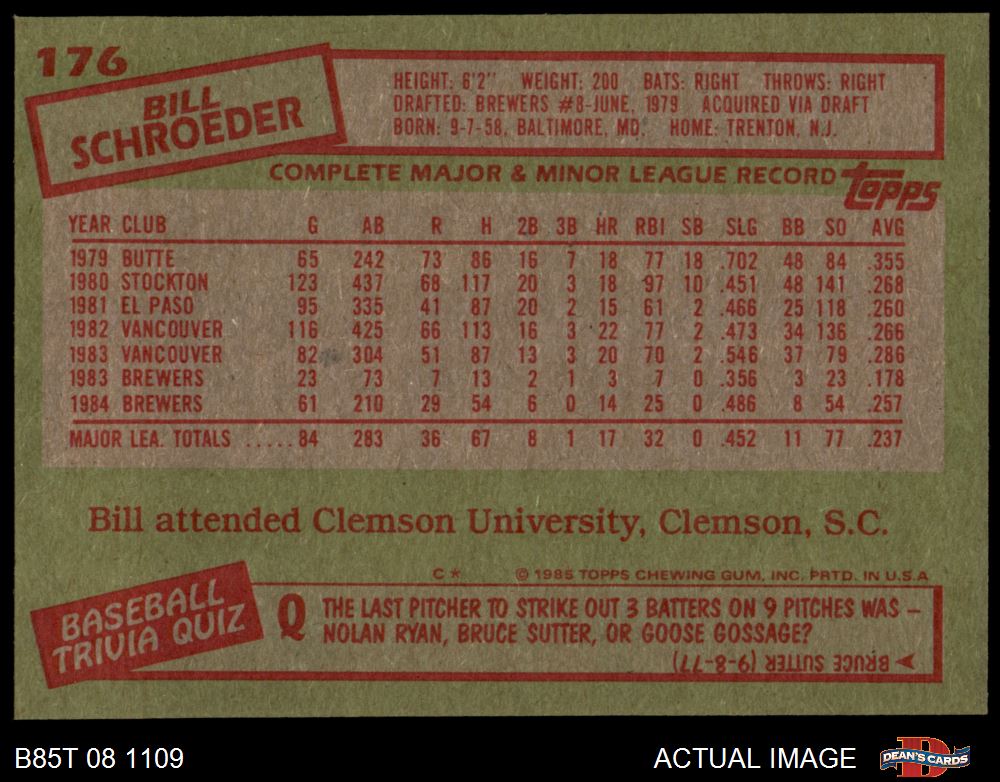 176
BILL
SCHROEDER
HEIGHT: 6'2" WEIGHT: 200 BATS: RIGHT THROWS: RIGHT
DRAFTED: BREWERS #8-JUNE, 1979 ACQUIRED VIA DRAFT
BORN: 9-7-58, BALTIMORE, MD. HOME: TRENTON, N.J.
COMPLETE MAJOR & MINOR LEAGUE RECORD topps
YEAR CLUB G AB R H 2B 3B HR RBI SB SLG BB SO AVG
1979 BUTTE 65 242 73 86 16 7 18 77 18 .702 48 84 .355
1980 STOCKTON 123 437 68 117 20 3 18 97 10 .451 48 141 .268
1981 EL PASO 95 335 41 87 20 2 15 61 2 .466 25 118 .260
1982 VANCOUVER 116 425 66 113 16 3 22 77 2 .473 34 136 .266
1983 VANCOUVER 82 304 51 87 13 3 20 70 2 .546 37 79 .286
1983 BREWERS 23 73 7 13 2 1 3 7 0 .356 3 23 .178
1984 BREWERS 61 210 29 54 6 0 14 25 0 .486 8 54 .257
MAJOR LEA. TOTALS .....84 283 36 67 8 1 17 32 0 .452 11 77 .237
Bill attended Clemson University, Clemson, S.C.
C* © 1985 TOPPS CHEWING GUM, INC. PRTD. IN U.S.A
BASEBALL
TRIVIA QUIZ
Q THE LAST PITCHER TO STRIKE OUT 3 BATTERS ON 9 PITCHES WAS –
NOLAN RYAN, BRUCE SUTTER, OR GOOSE GOSSAGE?
BRUCE SUTTER (9-8-77)
B85T 08 1109
ACTUAL IMAGE
DEAN'S CARDS